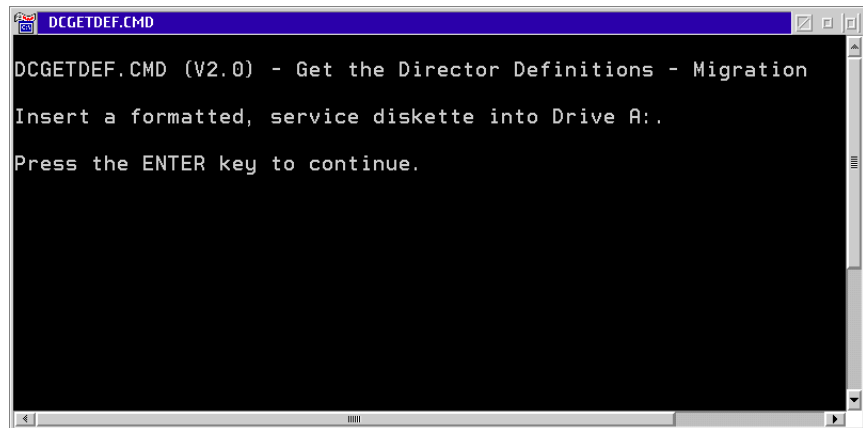 DCGETDEF.CMD
DCGETDEF.CMD (V2.0) - Get the Director Definitions - Migration
Insert a formatted, service diskette into Drive A:.
Press the ENTER key to continue.